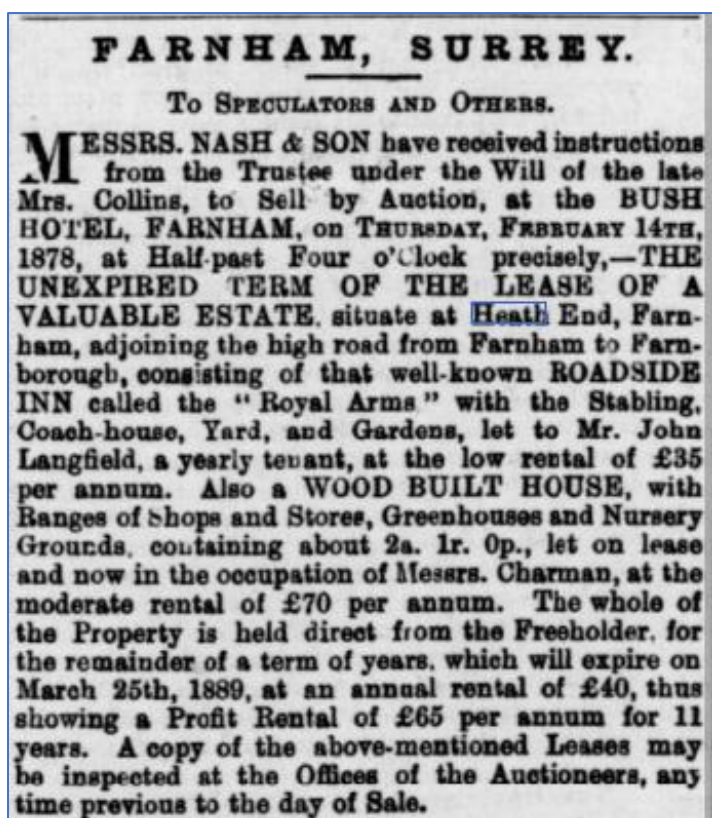 FARNHAM, SURREY.
TO SPECULATORS AND OTHERS.
MESSRS. NASH & SON have received instructions
from the Trustee under the Will of the late
Mrs. Collins, to Sell by Auction, at the BUSH
HOTEL, FARNHAM, on THURSDAY, FEBRUARY 14TH,
1878, at Half-past Four o'Clock precisely,—THE
UNEXPIRED TERM OF THE LEASE OF A
VALUABLE ESTATE, situate at Heath End, Farn-
ham, adjoining the high road from Farnham to Farn-
borough, consisting of that well-known ROADSIDE
INN called the "Royal Arms" with the Stabling,
Coach-house, Yard, and Gardens, let to Mr. John
Langfield, a yearly tenant, at the low rental of £35
per annum. Also a WOOD BUILT HOUSE, with
Ranges of Shops and Stores, Greenhouses and Nursery
Grounds, containing about 2a. 1r. 0p., let on lease
and now in the occupation of Messrs. Charman, at the
moderate rental of £70 per annum. The whole of
the Property is held direct from the Freeholder, for
the remainder of a term of years, which will expire on
March 25th, 1889, at an annual rental of £40, thus
showing a Profit Rental of £65 per annum for 11
years. A copy of the above-mentioned Leases may
be inspected at the Offices of the Auctioneers, any
time previous to the day of Sale.